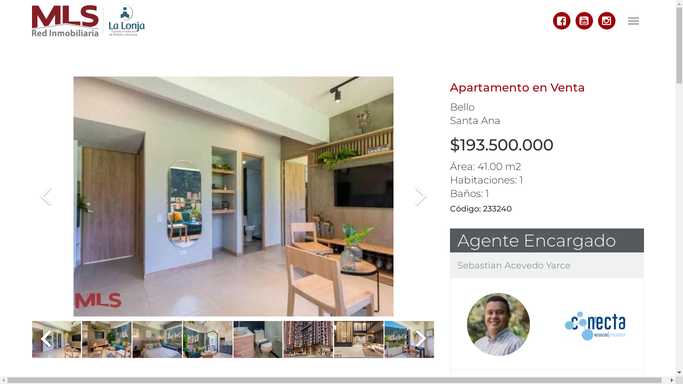 MLS
Red Inmobiliaria
La Lonja
Apartamento en Venta
Bello
Santa Ana
$193.500.000
Área: 41.00 m2
Habitaciones: 1
Baños: 1
Código: 233240
MLS
Agente Encargado
Sebastian Acevedo Yarce
conecta